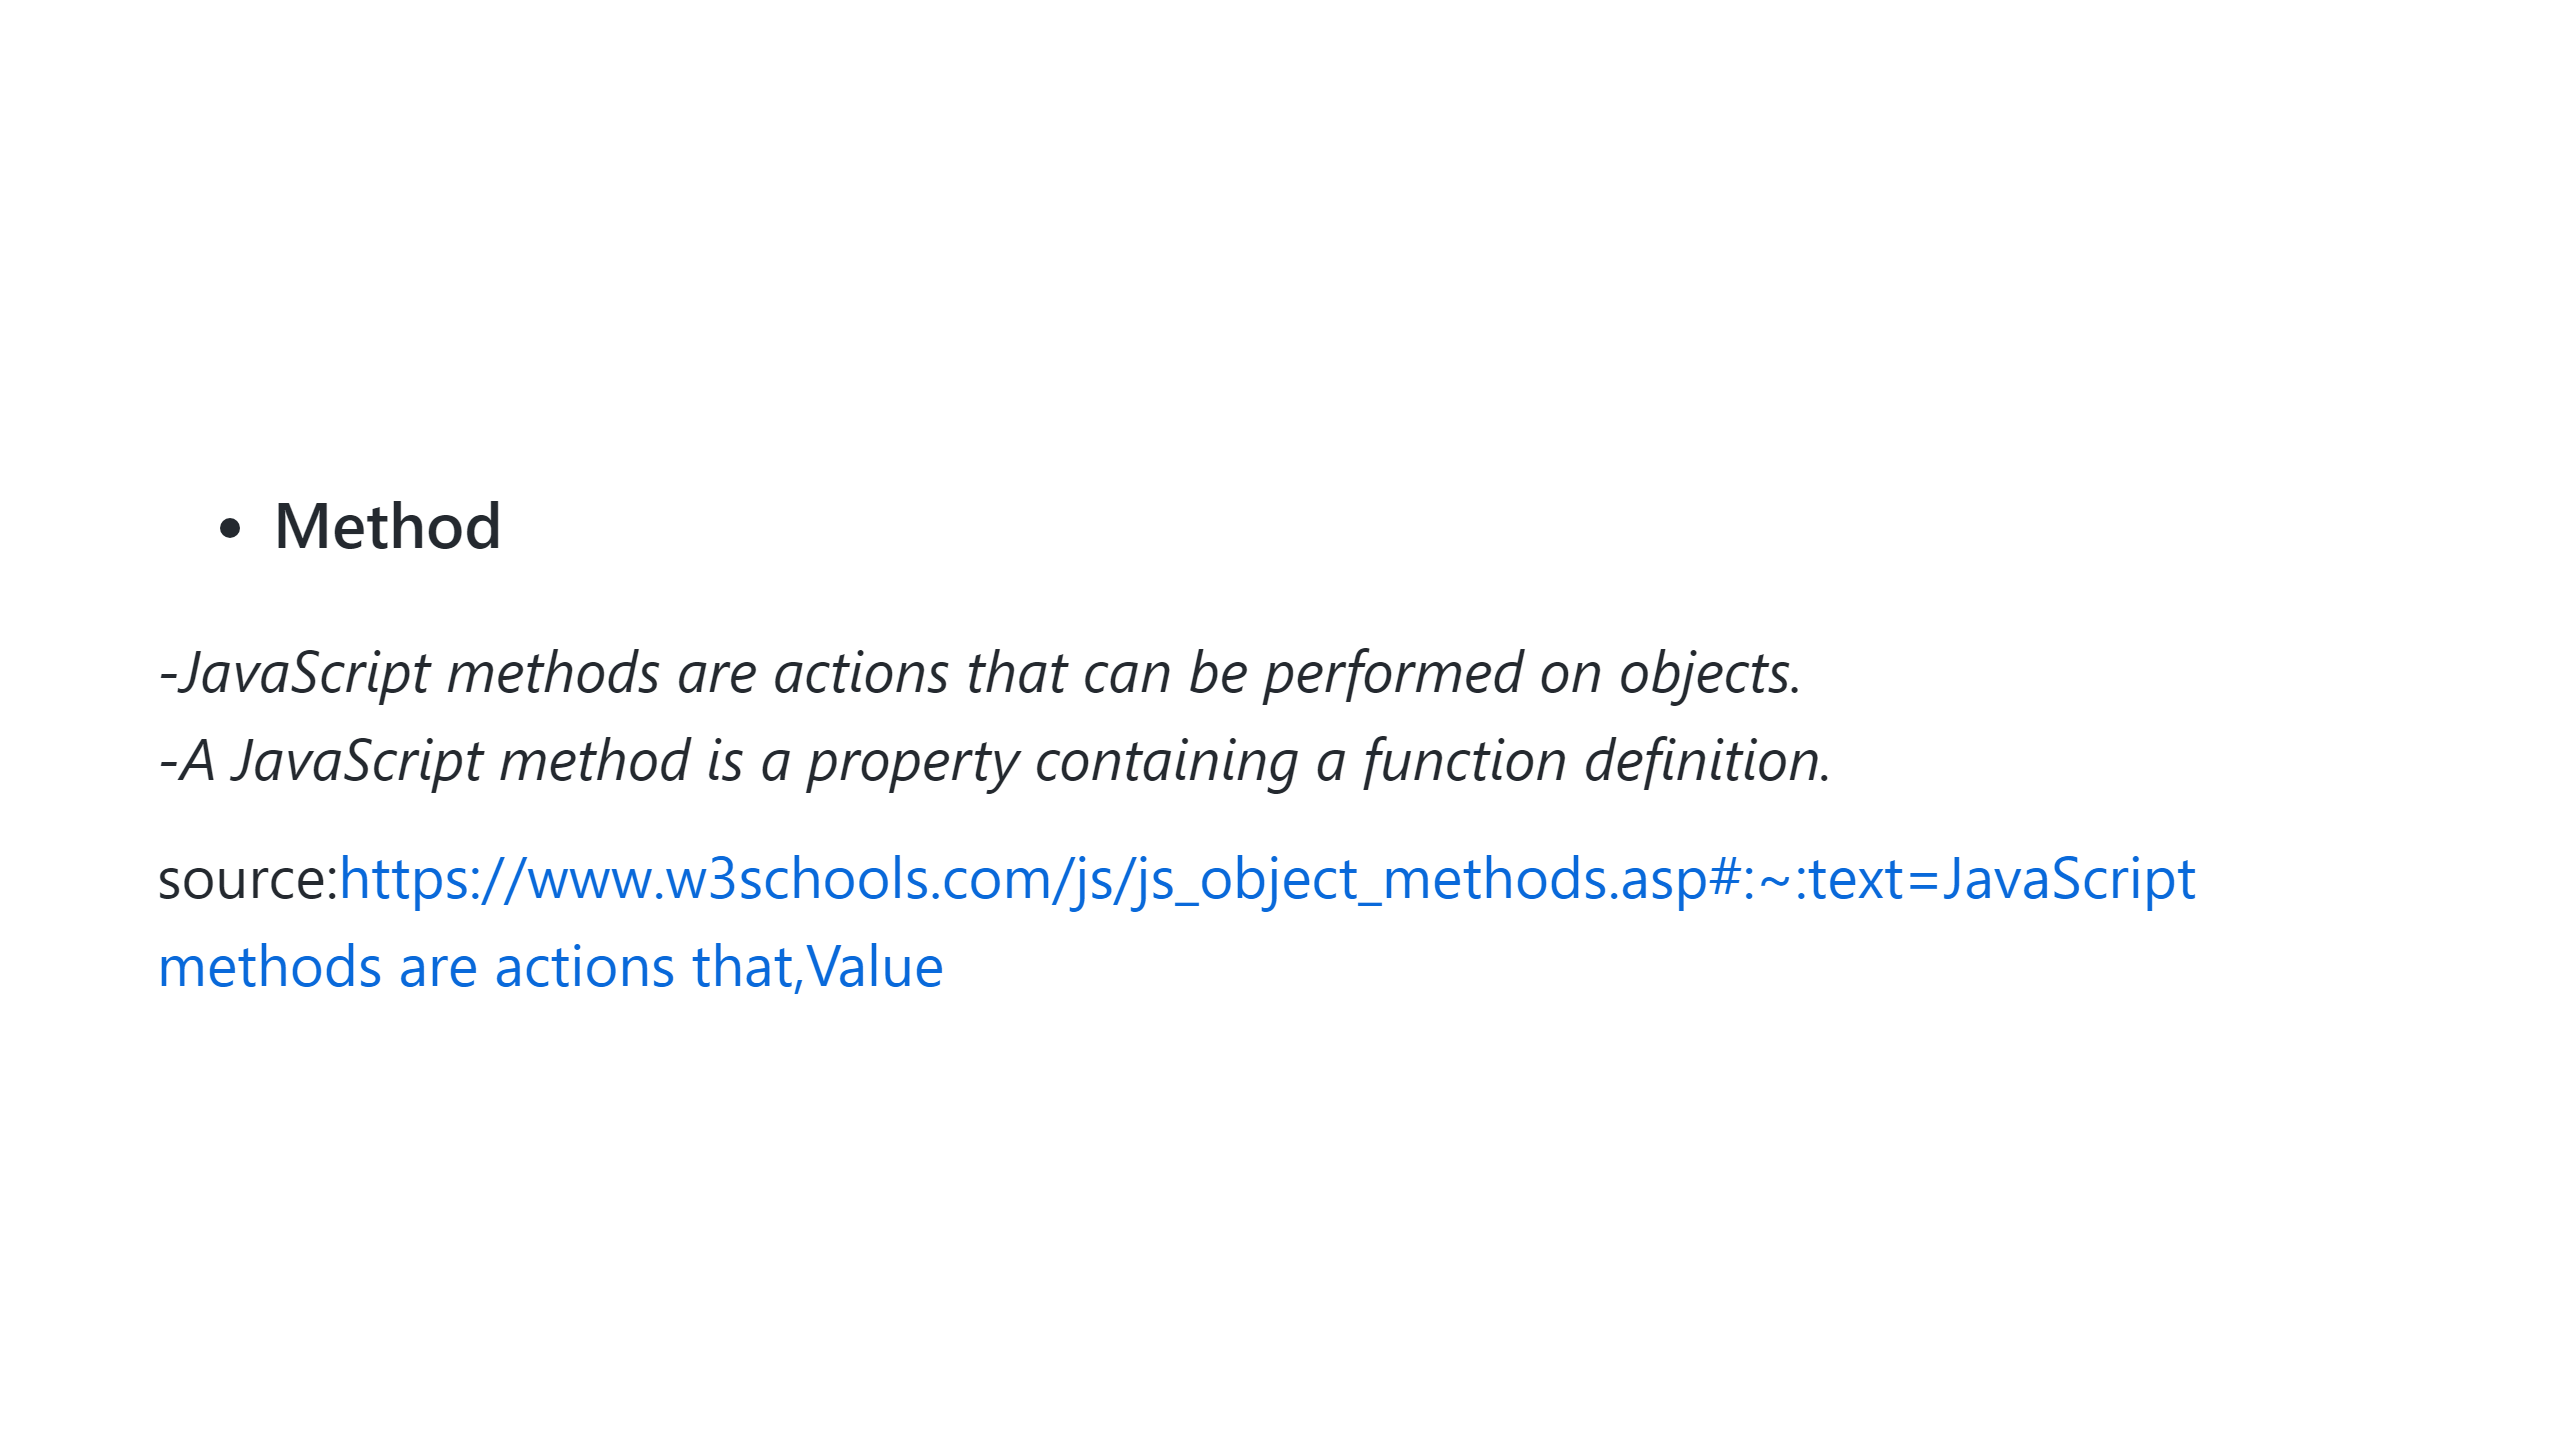 • Method
-JavaScript methods are actions that can be performed on objects.
-A JavaScript method is a property containing a function definition.
source:https://www.w3schools.com/js/js_object_methods.asp#:~:text=JavaScript
methods are actions that,Value